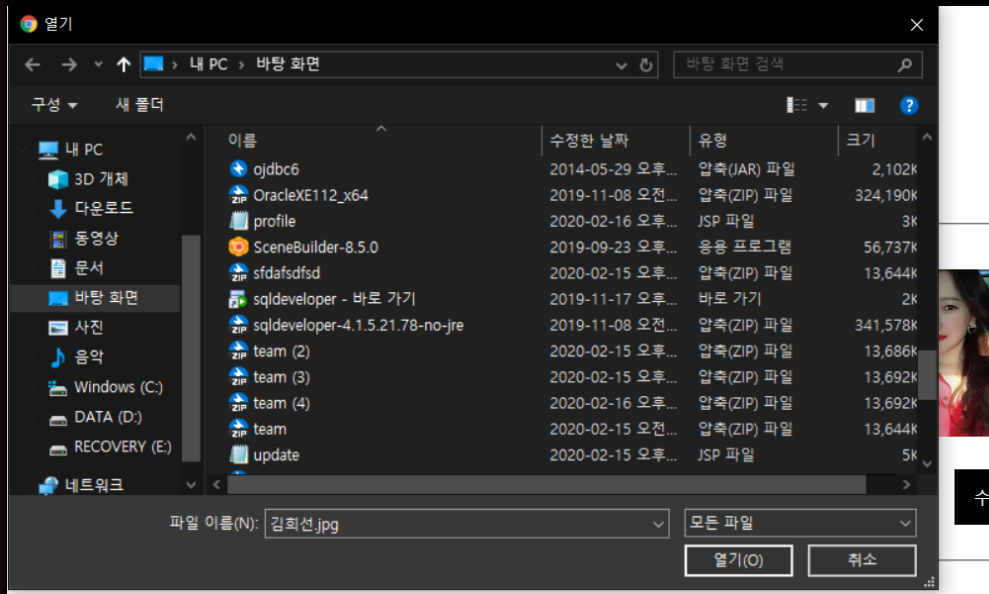 열기
내 PC > 바탕 화면
바탕 화면 검색
구성
새 폴더
내 PC
3D 개체
다운로드
동영상
문서
바탕 화면
사진
음악
Windows (C:)
DATA (D:)
RECOVERY (E:)
네트워크
이름 수정한 날짜 유형 크기
ojdbc6 2014-05-29 오후... 압축(JAR) 파일 2,102K
OracleXE112_x64 2019-11-08 오전... 압축(ZIP) 파일 324,190K
profile 2020-02-16 오후... JSP 파일 3K
SceneBuilder-8.5.0 2019-09-23 오후... 응용 프로그램 56,737K
sfdafsdfsd 2020-02-15 오후... 압축(ZIP) 파일 13,644K
sqldeveloper - 바로 가기 2019-11-17 오후... 바로 가기 2K
sqldeveloper-4.1.5.21.78-no-jre 2019-11-08 오전... 압축(ZIP) 파일 341,578K
team (2) 2020-02-15 오후... 압축(ZIP) 파일 13,686K
team (3) 2020-02-15 오후... 압축(ZIP) 파일 13,692K
team (4) 2020-02-16 오후... 압축(ZIP) 파일 13,692K
team 2020-02-15 오전... 압축(ZIP) 파일 13,644K
update 2020-02-15 오후... JSP 파일 5K
파일 이름(N): 김희선.jpg
모든 파일
열기(O)
취소
수